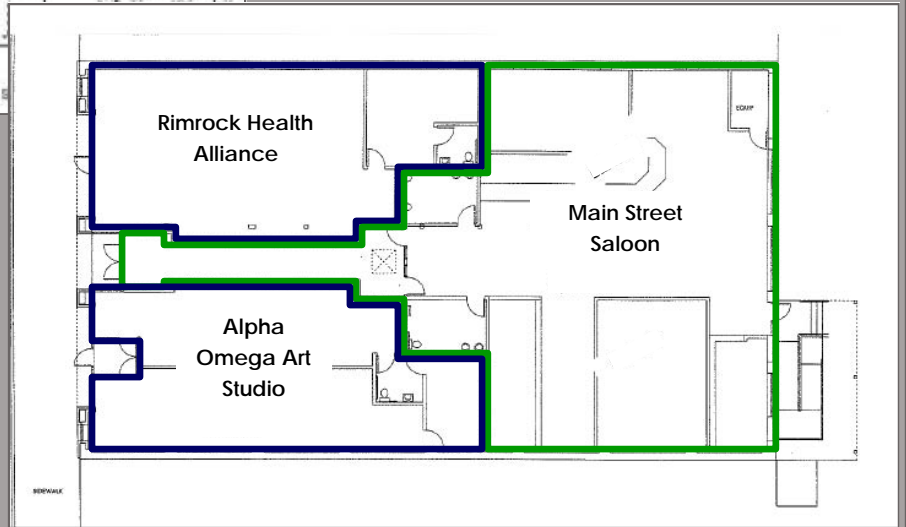 Rimrock Health
Alliance
EQUIP
Main Street
Saloon
Alpha
Omega Art
Studio
SIDEWALK